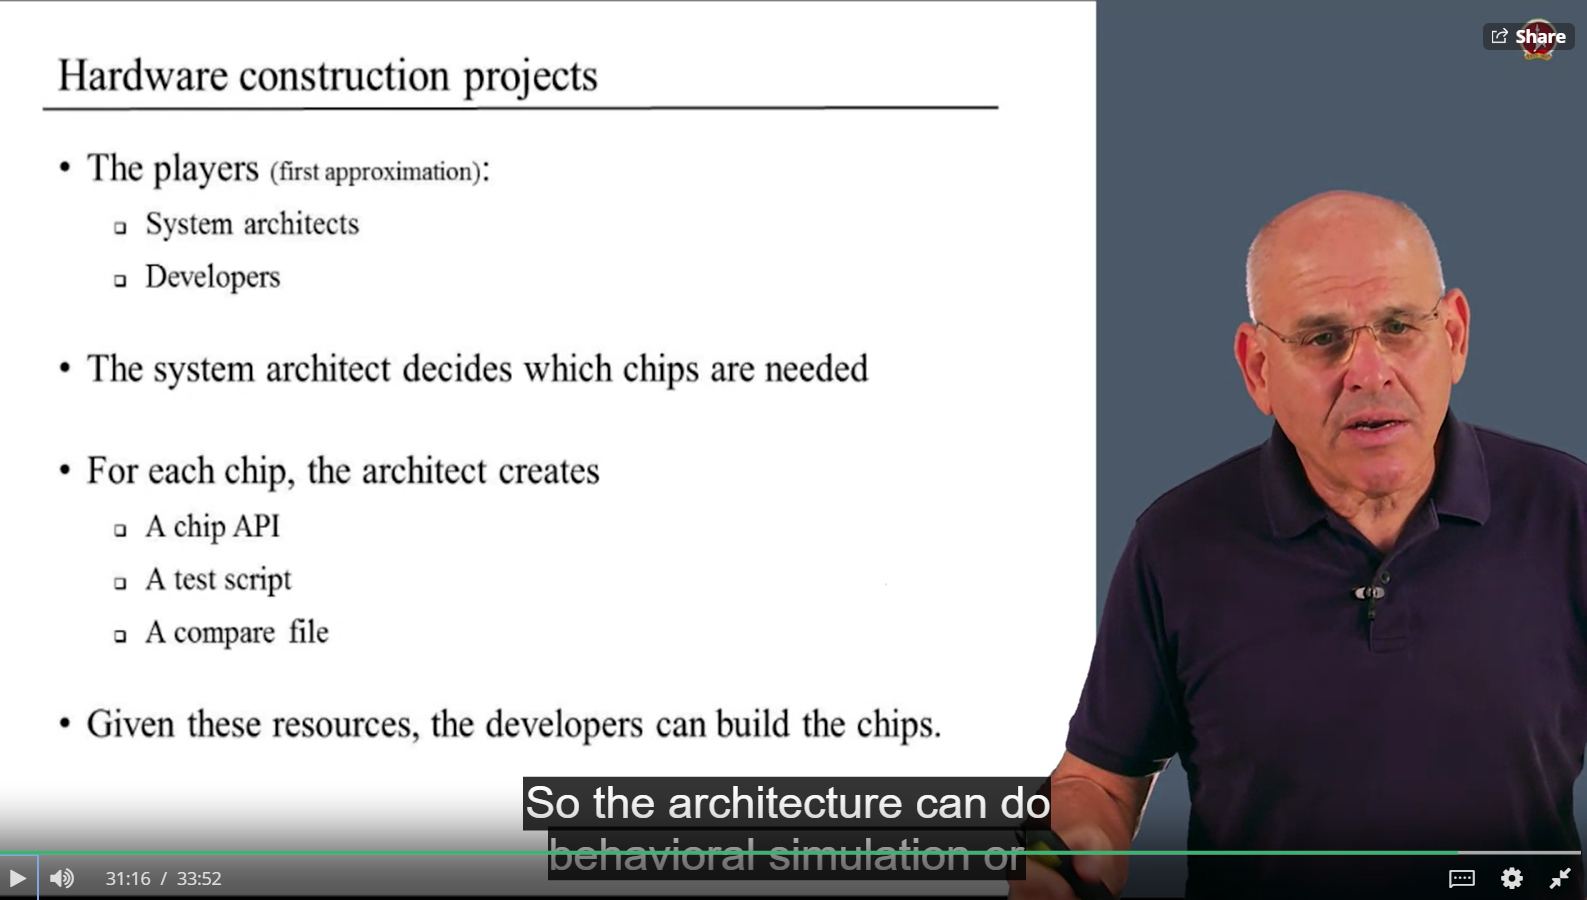 Share
Hardware construction projects
• The players (first approximation):
❑ System architects
❑ Developers
• The system architect decides which chips are needed
• For each chip, the architect creates
❑ A chip API
❑ A test script
❑ A compare file
• Given these resources, the developers can build the chips.
So the architecture can do
behavioral simulation or
31:16 / 33:52